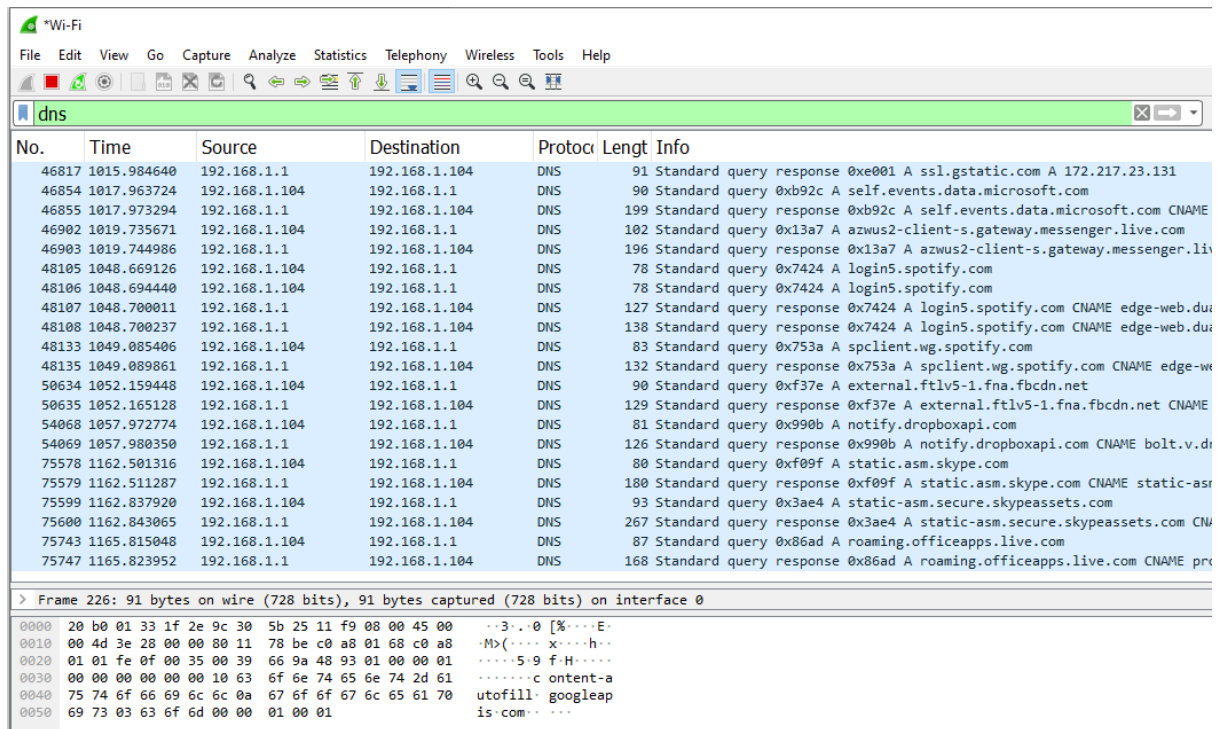 *Wi-Fi
File Edit View Go Capture Analyze Statistics Telephony Wireless Tools Help
dns
No. Time Source Destination Protoco Lengt Info
46817 1015.984640 192.168.1.1 192.168.1.104 DNS 91 Standard query response 0xe001 A ssl.gstatic.com A 172.217.23.131
46854 1017.963724 192.168.1.104 192.168.1.1 DNS 90 Standard query 0xb92c A self.events.data.microsoft.com
46855 1017.973294 192.168.1.1 192.168.1.104 DNS 199 Standard query response 0xb92c A self.events.data.microsoft.com CNAME
46902 1019.735671 192.168.1.104 192.168.1.1 DNS 102 Standard query 0x13a7 A azwus2-client-s.gateway.messenger.live.com
46903 1019.744986 192.168.1.1 192.168.1.104 DNS 196 Standard query response 0x13a7 A azwus2-client-s.gateway.messenger.liv
48105 1048.669126 192.168.1.104 192.168.1.1 DNS 78 Standard query 0x7424 A login5.spotify.com
48106 1048.694440 192.168.1.104 192.168.1.1 DNS 78 Standard query 0x7424 A login5.spotify.com
48107 1048.700011 192.168.1.1 192.168.1.104 DNS 127 Standard query response 0x7424 A login5.spotify.com CNAME edge-web.dua
48108 1048.700237 192.168.1.1 192.168.1.104 DNS 138 Standard query response 0x7424 A login5.spotify.com CNAME edge-web.dua
48133 1049.085406 192.168.1.104 192.168.1.1 DNS 83 Standard query 0x753a A spclient.wg.spotify.com
48135 1049.089861 192.168.1.1 192.168.1.104 DNS 132 Standard query response 0x753a A spclient.wg.spotify.com CNAME edge-we
50634 1052.159448 192.168.1.104 192.168.1.1 DNS 90 Standard query 0xf37e A external.ftlv5-1.fna.fbcdn.net
50635 1052.165128 192.168.1.1 192.168.1.104 DNS 129 Standard query response 0xf37e A external.ftlv5-1.fna.fbcdn.net CNAME
54068 1057.972774 192.168.1.104 192.168.1.1 DNS 81 Standard query 0x990b A notify.dropboxapi.com
54069 1057.980350 192.168.1.1 192.168.1.104 DNS 126 Standard query response 0x990b A notify.dropboxapi.com CNAME bolt.v.dr
75578 1162.501316 192.168.1.104 192.168.1.1 DNS 80 Standard query 0xf09f A static.asm.skype.com
75579 1162.511287 192.168.1.1 192.168.1.104 DNS 180 Standard query response 0xf09f A static.asm.skype.com CNAME static-asm
75599 1162.837920 192.168.1.104 192.168.1.1 DNS 93 Standard query 0x3ae4 A static-asm.secure.skypeassets.com
75600 1162.843065 192.168.1.1 192.168.1.104 DNS 267 Standard query response 0x3ae4 A static-asm.secure.skypeassets.com CNA
75743 1165.815048 192.168.1.104 192.168.1.1 DNS 87 Standard query 0x86ad A roaming.officeapps.live.com
75747 1165.823952 192.168.1.1 192.168.1.104 DNS 168 Standard query response 0x86ad A roaming.officeapps.live.com CNAME pro
> Frame 226: 91 bytes on wire (728 bits), 91 bytes captured (728 bits) on interface 0
0000 20 b0 01 33 1f 2e 9c 30 5b 25 11 f9 08 00 45 00 ··3·.·0 [%····E·
0010 00 4d 3e 28 00 00 80 11 78 be c0 a8 01 68 c0 a8 ·M>(···· x····h··
0020 01 01 fe 0f 00 35 00 39 66 9a 48 93 01 00 00 01 ·····5·9 f·H·····
0030 00 00 00 00 00 00 10 63 6f 6e 74 65 6e 74 2d 61 ·······c ontent-a
0040 75 74 6f 66 69 6c 6c 0a 67 6f 6f 67 6c 65 61 70 utofill· googleap
0050 69 73 03 63 6f 6d 00 00 01 00 01 is·com·· ···